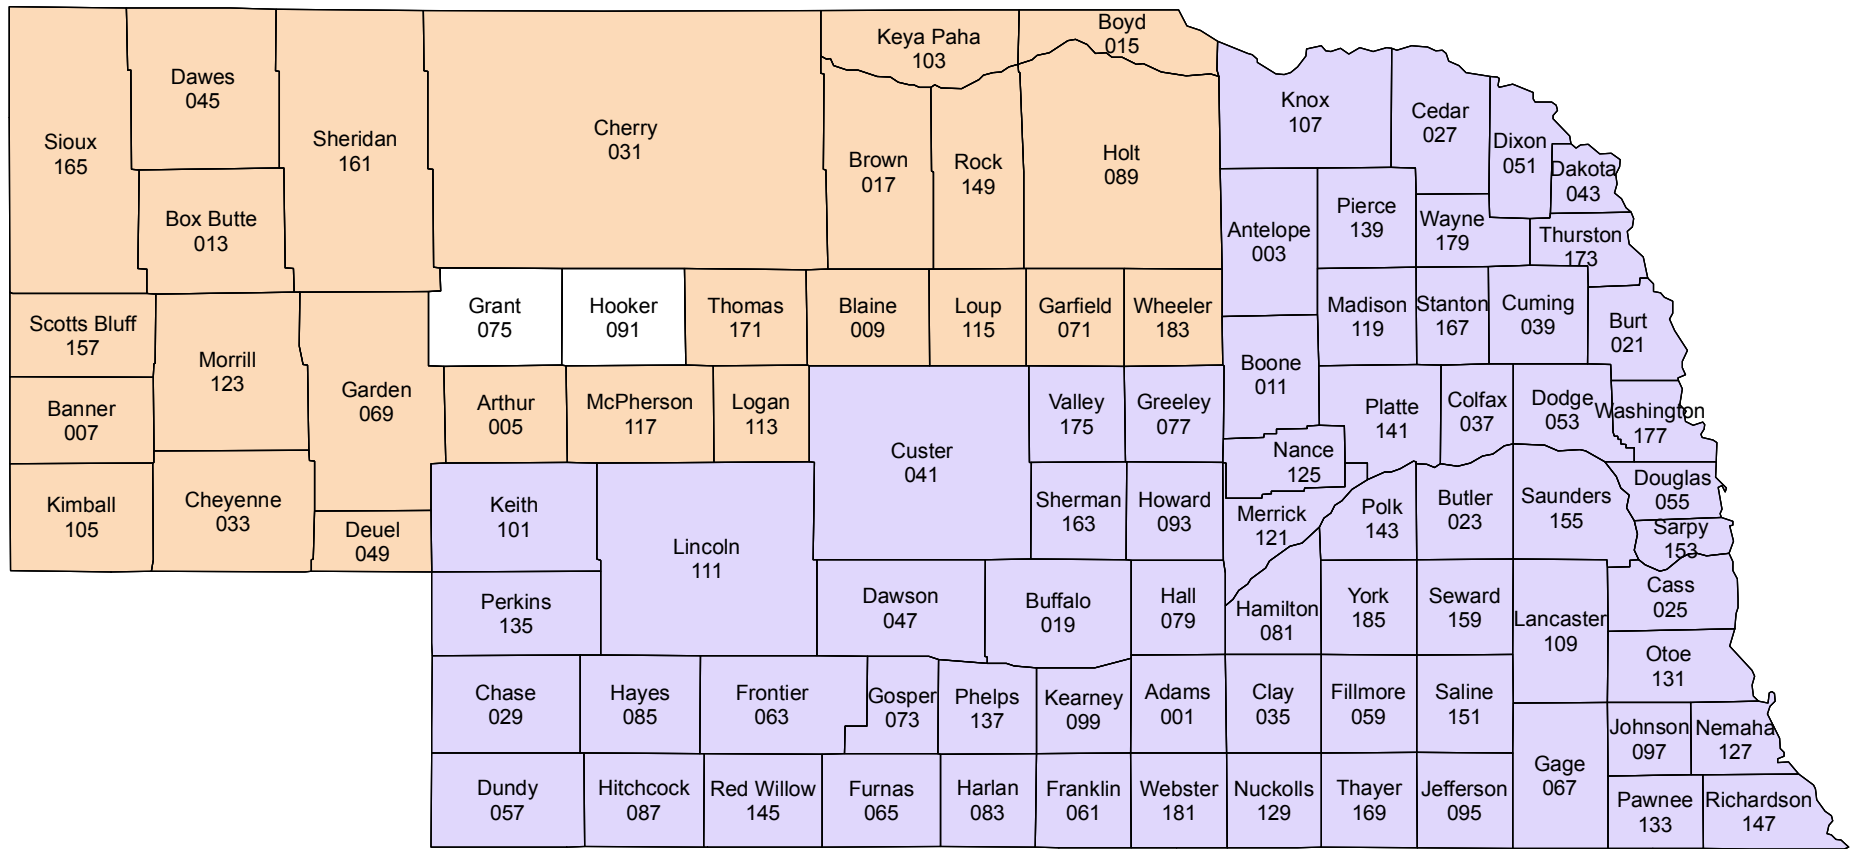 Boyd
015
Keya Paha
103
Dawes
045
Knox
107
Cedar
027
Sioux
165
Sheridan
161
Cherry
031
Brown
017
Rock
149
Holt
089
Dixon
051
Dakota
043
Box Butte
013
Antelope
003
Pierce
139
Wayne
179
Thurston
173
Grant
075
Hooker
091
Thomas
171
Blaine
009
Loup
115
Garfield
071
Wheeler
183
Madison
119
Stanton
167
Cuming
039
Burt
021
Scotts Bluff
157
Morrill
123
Boone
011
Banner
007
Garden
069
Arthur
005
McPherson
117
Logan
113
Custer
041
Valley
175
Greeley
077
Platte
141
Colfax
037
Dodge
053
Washington
177
Nance
125
Kimball
105
Cheyenne
033
Deuel
049
Keith
101
Lincoln
111
Sherman
163
Howard
093
Merrick
121
Polk
143
Butler
023
Saunders
155
Douglas
055
Sarpy
153
Perkins
135
Dawson
047
Buffalo
019
Hall
079
Hamilton
081
York
185
Seward
159
Lancaster
109
Cass
025
Otoe
131
Chase
029
Hayes
085
Frontier
063
Gosper
073
Phelps
137
Kearney
099
Adams
001
Clay
035
Fillmore
059
Saline
151
Johnson
097
Nemaha
127
Dundy
057
Hitchcock
087
Red Willow
145
Furnas
065
Harlan
083
Franklin
061
Webster
181
Nuckolls
129
Thayer
169
Jefferson
095
Gage
067
Pawnee
133
Richardson
147